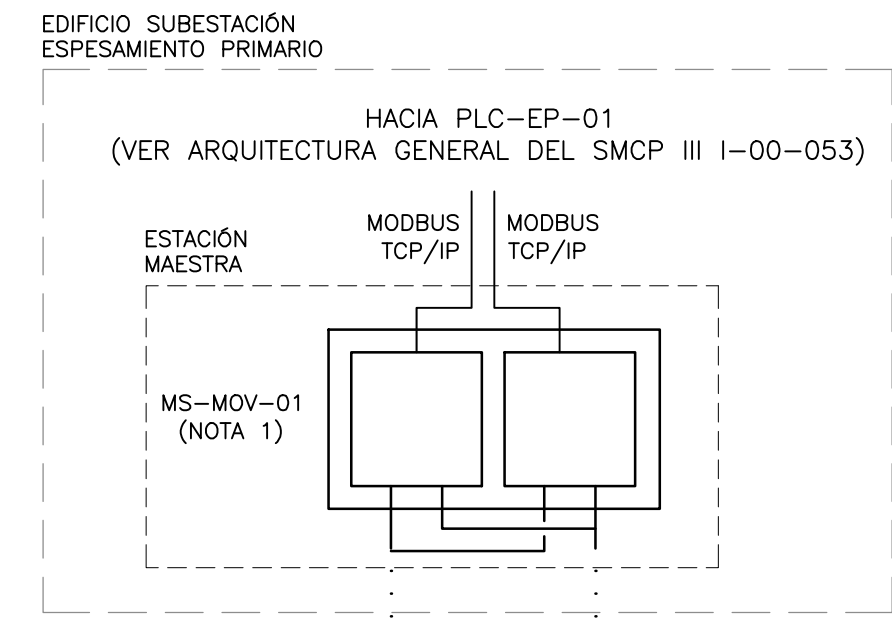 EDIFICIO SUBESTACIÓN
ESPESAMIENTO PRIMARIO
HACIA PLC-EP-01
(VER ARQUITECTURA GENERAL DEL SMCP III I-00-053)
MODBUS
TCP/IP
MODBUS
TCP/IP
ESTACIÓN
MAESTRA
MS-MOV-01
(NOTA 1)